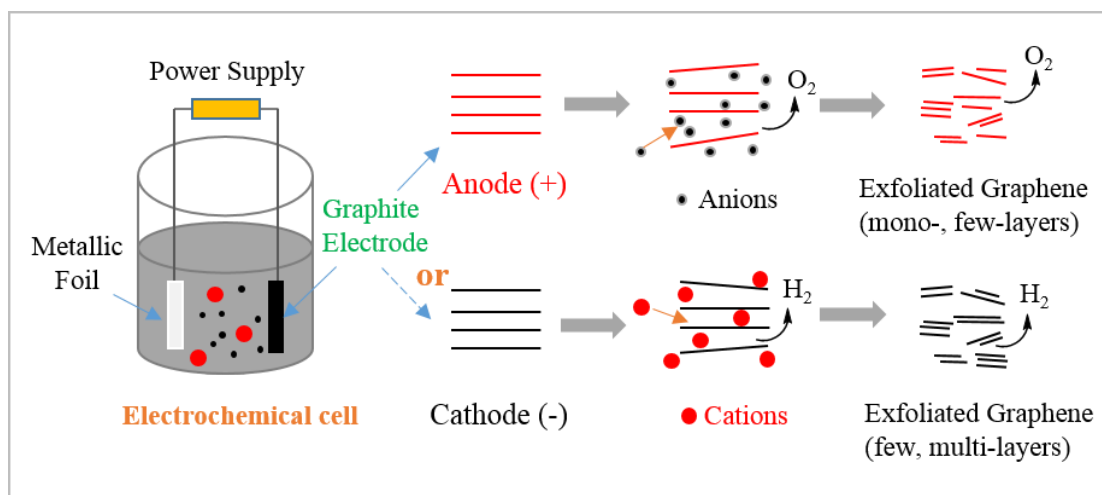 Power Supply
Metallic
Foil
Graphite
Electrode
or
Electrochemical cell
Anode (+)
O2
Anions
O2
Exfoliated Graphene
(mono-, few-layers)
Cathode (-)
H2
Cations
H2
Exfoliated Graphene
(few, multi-layers)